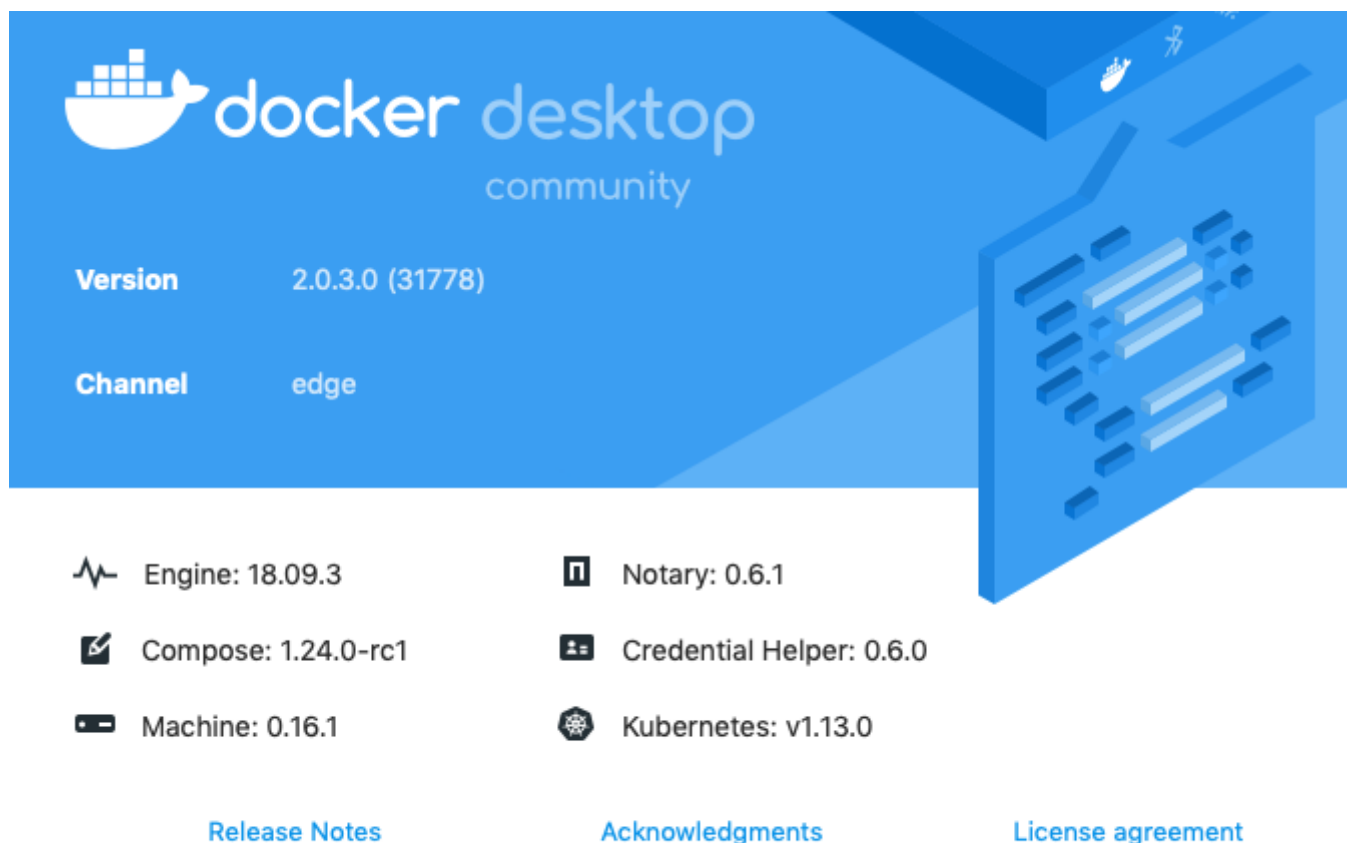 docker desktop
community
Version 2.0.3.0 (31778)
Channel edge
Engine: 18.09.3
Notary: 0.6.1
Compose: 1.24.0-rc1
Credential Helper: 0.6.0
Machine: 0.16.1
Kubernetes: v1.13.0
Release Notes
Acknowledgments
License agreement